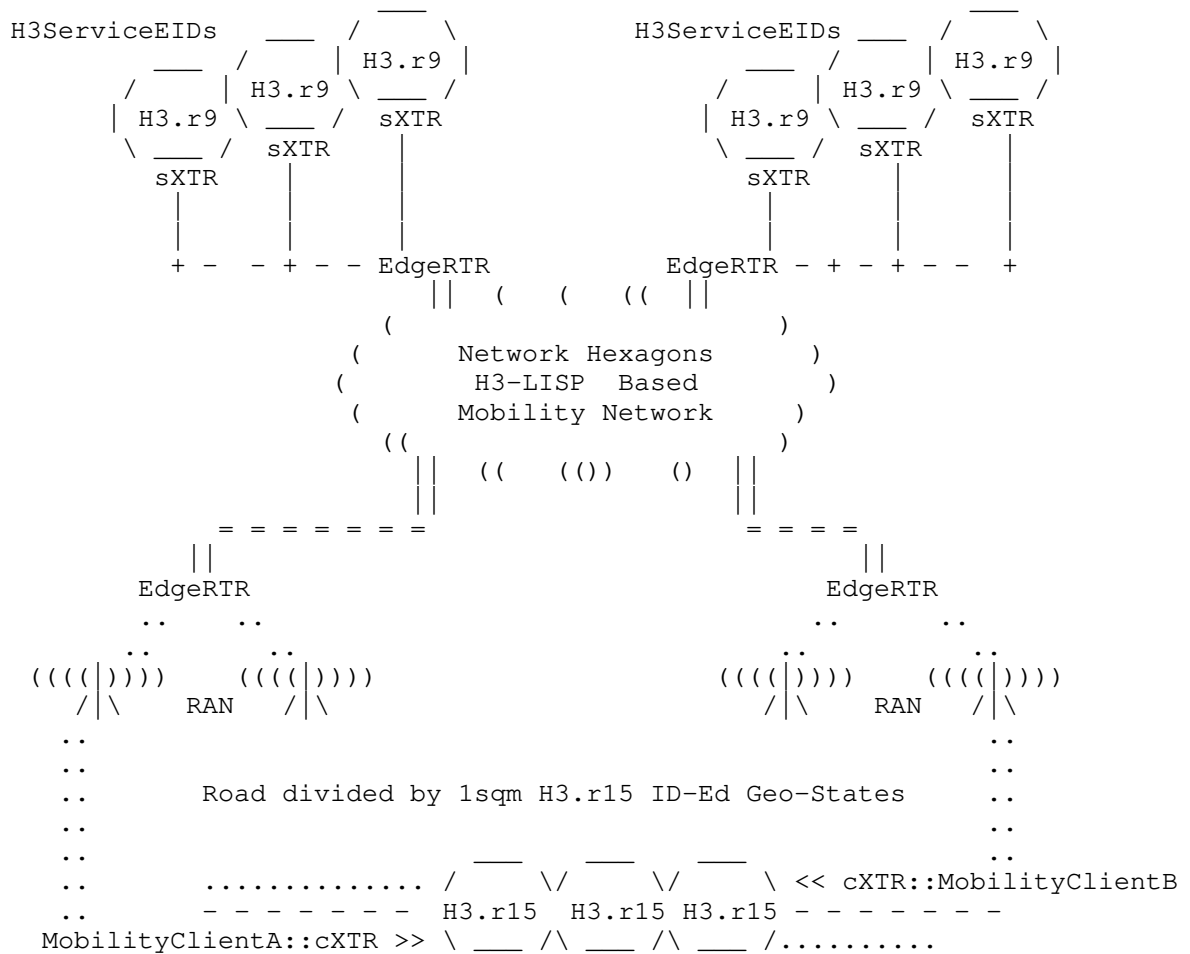 H3ServiceEIDs H3ServiceEIDs
H3.r9 H3.r9
H3.r9 H3.r9
H3.r9 sXTR H3.r9 sXTR
sXTR sXTR
sXTR sXTR
EdgeRTR EdgeRTR
Network Hexagons
H3-LISP Based
Mobility Network
EdgeRTR EdgeRTR
RAN RAN
Road divided by 1sqm H3.r15 ID-Ed Geo-States
<< cXTR::MobilityClientB
H3.r15 H3.r15 H3.r15
MobilityClientA::cXTR >>